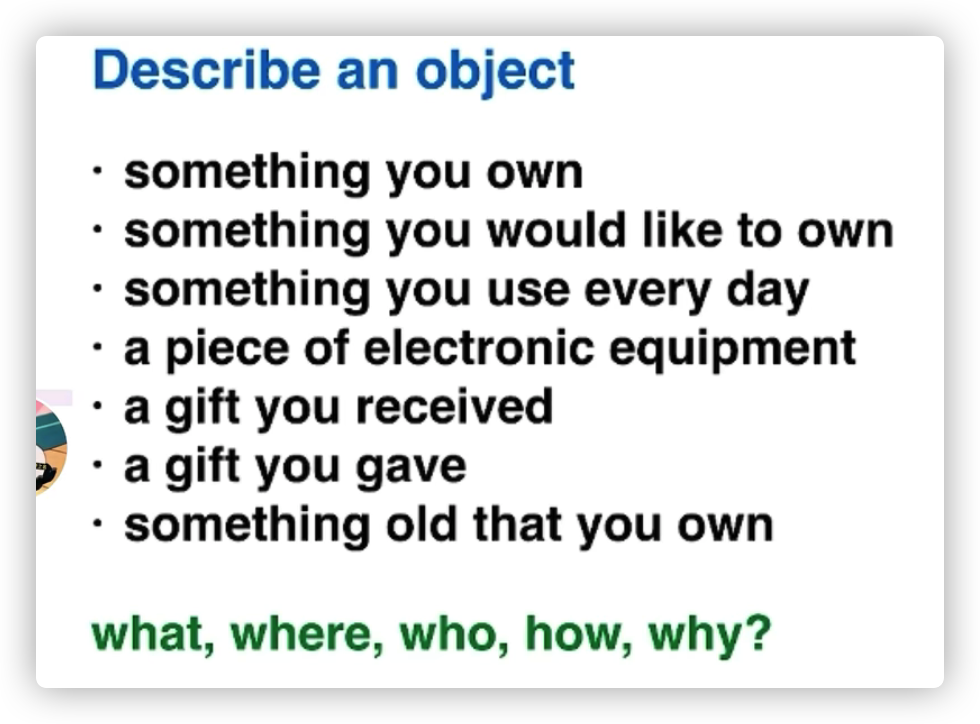 Describe an object
· something you own
· something you would like to own
· something you use every day
· a piece of electronic equipment
· a gift you received
· a gift you gave
· something old that you own
what, where, who, how, why?